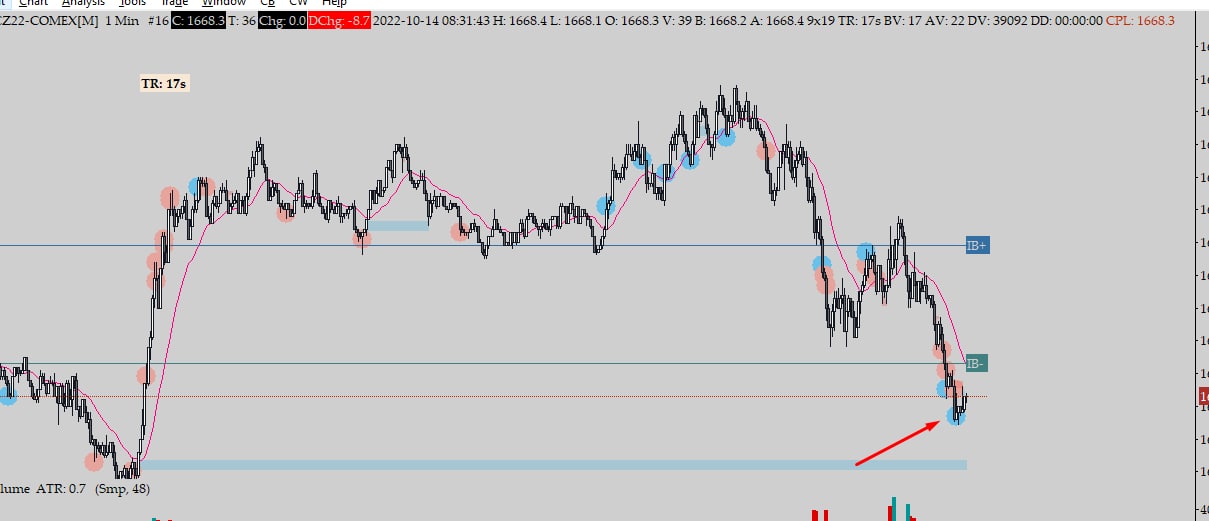 Chart Analysis Tools Trade Window CB CW Help
CZ22-COMEX[M] 1 Min #16 C: 1668.3 T: 36 Chg: 0.0 DChg: -8.7 2022-10-14 08:31:43 H: 1668.4 L: 1668.1 O: 1668.3 V: 39 B: 1668.2 A: 1668.4 9x19 TR: 17s BV: 17 AV: 22 DV: 39092 DD: 00:00:00 CPL: 1668.3
TR: 17s
IB+
IB-
lume ATR: 0.7 (Smp, 48)